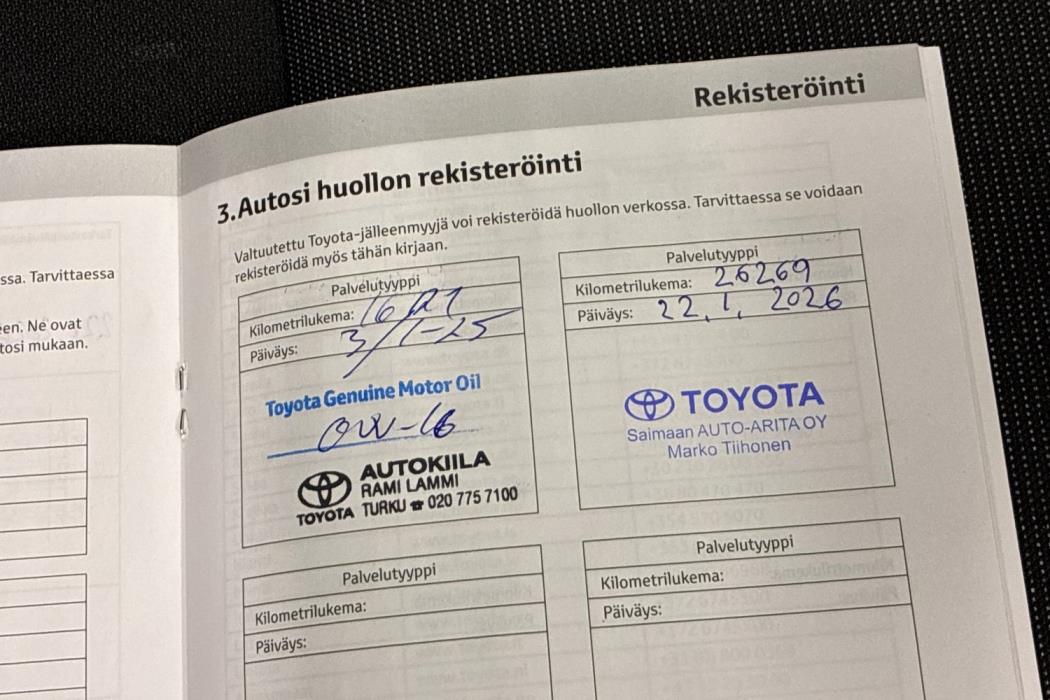 Rekisteröinti
3.Autosi huollon rekisteröinti
Valtuutettu Toyota-jälleenmyyjä voi rekisteröidä huollon verkossa. Tarvittaessa se voidaan
rekisteröidä myös tähän kirjaan.
ssa. Tarvittaessa
een. Ne ovat
tosi mukaan.
Palvelutyyppi
Kilometrilukema:
Päiväys: 3/1-25
Toyota Genuine Motor Oil
0W-16
AUTOKIILA
RAMI LAMMI
TOYOTA TURKU ☎ 020 775 7100
Palvelutyyppi
Kilometrilukema: 26269
Päiväys: 22.1. 2026
TOYOTA
Saimaan AUTO-ARITA OY
Marko Tiihonen
Palvelutyyppi
Kilometrilukema:
Päiväys:
Palvelutyyppi
Kilometrilukema:
Päiväys: